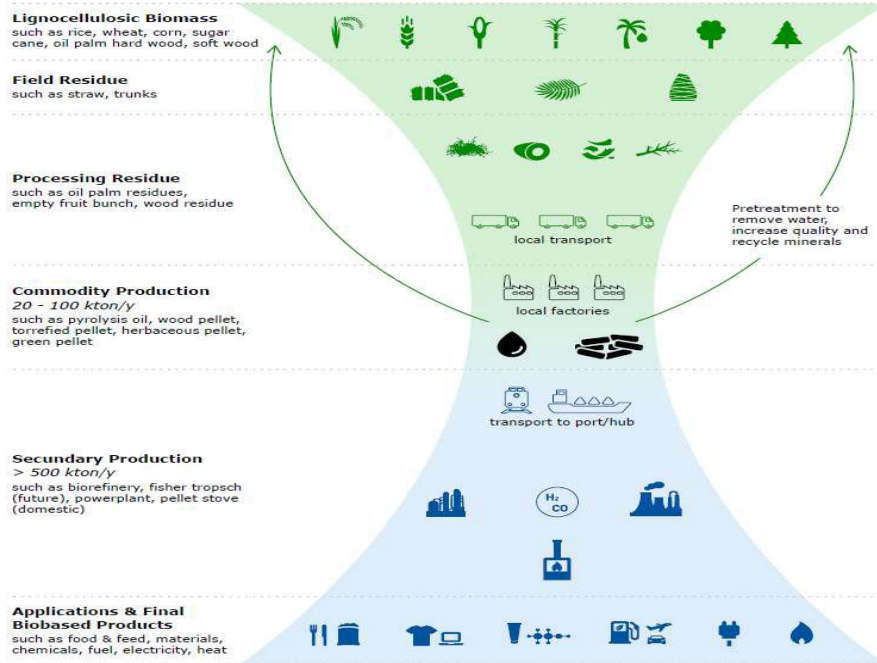 Lignocellulosic Biomass
such as rice, wheat, corn, sugar
cane, oil palm hard wood, soft wood
Field Residue
such as straw, trunks
Processing Residue
such as oil palm residues,
empty fruit bunch, wood residue
Pretreatment to
remove water,
increase quality and
recycle minerals
local transport
Commodity Production
20 - 100 kton/y
such as pyrolysis oil, wood pellet,
torrefied pellet, herbaceous pellet,
green pellet
local factories
transport to port/hub
Secundary Production
> 500 kton/y
such as biorefinery, fisher tropsch
(future), powerplant, pellet stove
(domestic)
H₂
CO
Applications & Final
Biobased Products
such as food & feed, materials,
chemicals, fuel, electricity, heat